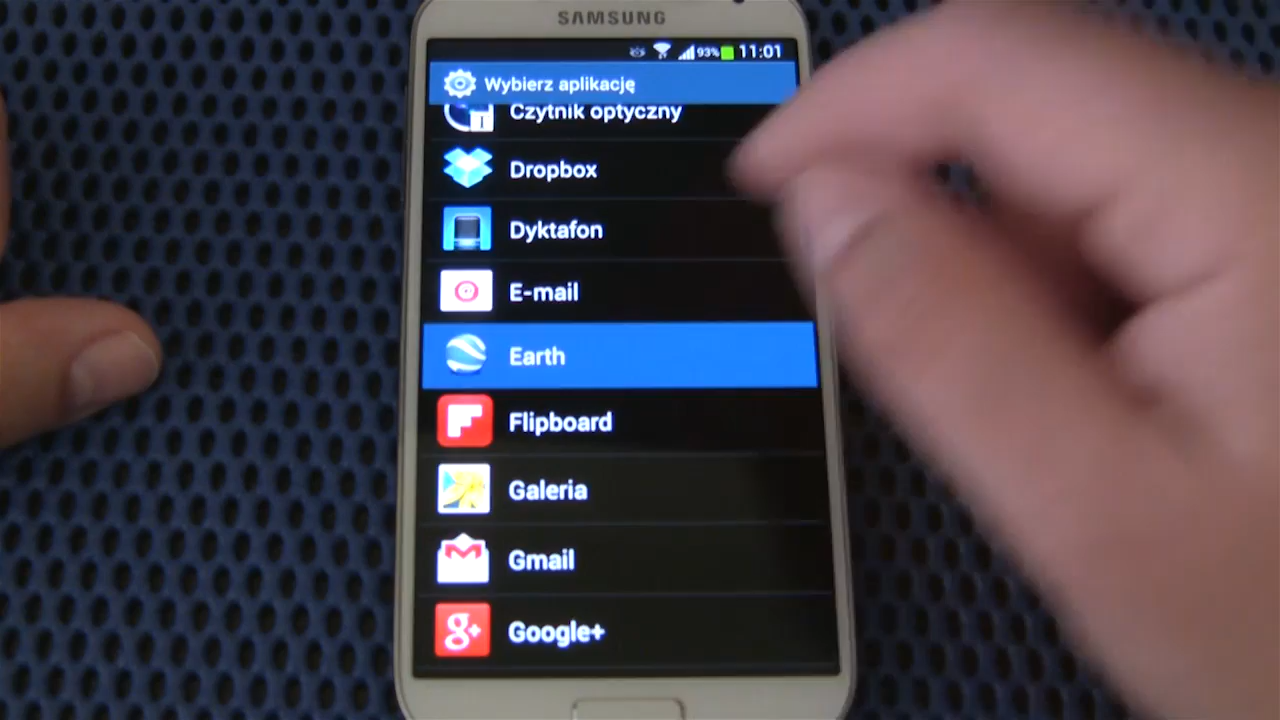 SAMSUNG
93% 11:01
Wybierz aplikację
Czytnik optyczny
Dropbox
Dyktafon
E-mail
Earth
Flipboard
Galeria
Gmail
Google+